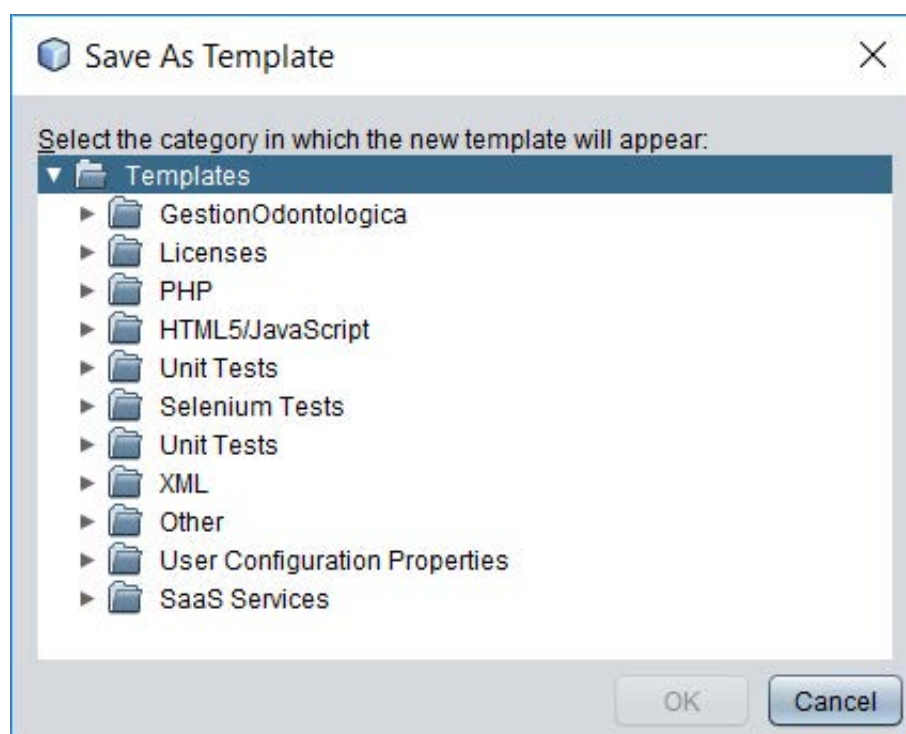 Save As Template
Select the category in which the new template will appear:
Templates
GestionOdontologica
Licenses
PHP
HTML5/JavaScript
Unit Tests
Selenium Tests
Unit Tests
XML
Other
User Configuration Properties
SaaS Services
OK Cancel